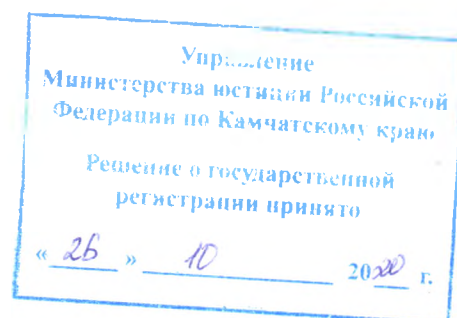 Управление
Министерства юстиции Российской
Федерации по Камчатскому краю
Решение о государственной
регистрации принято
« 26 » 10 2020 г.